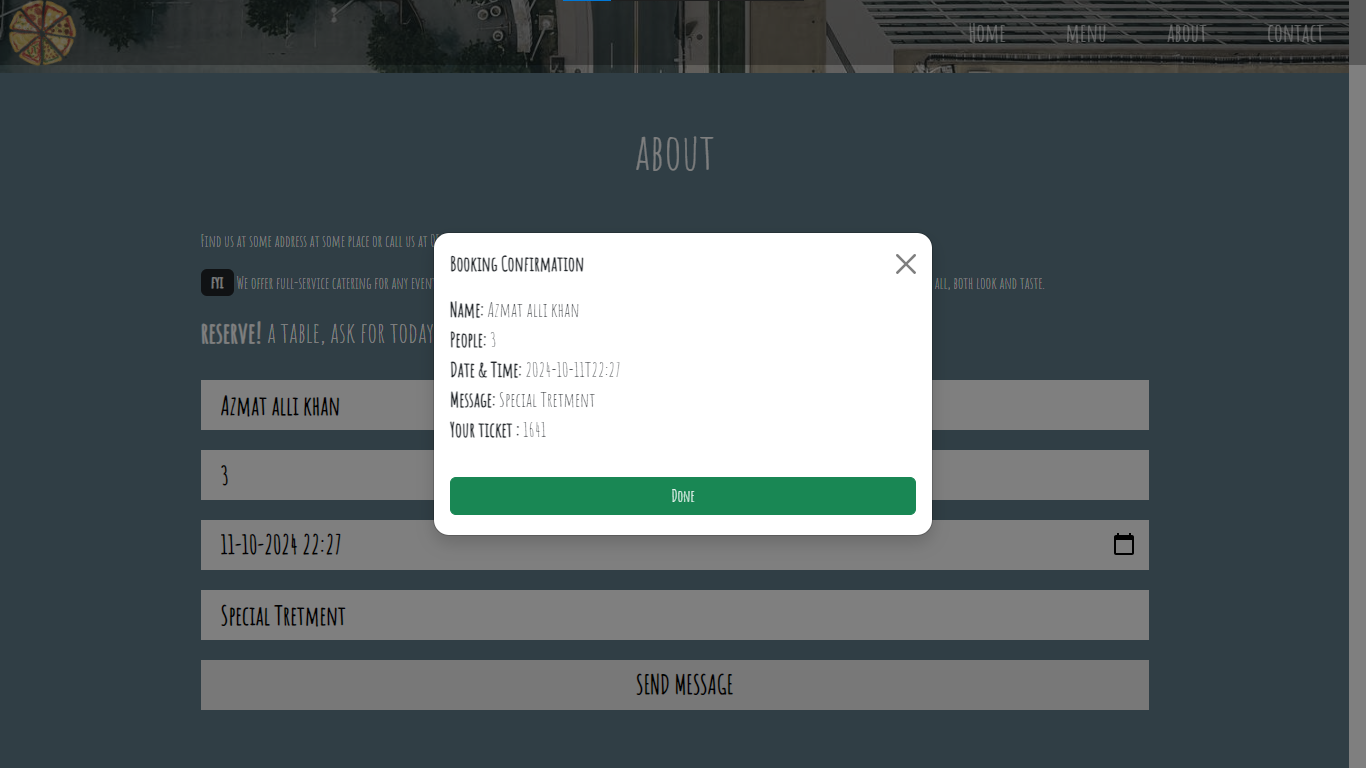 Home MENU ABOUT CONTACT
ABOUT
Find us at some address at some place or call us at
FYI We offer full-service catering for any event all, both look and taste.
RESERVE! A TABLE, ASK FOR TODAY
Booking Confirmation
Name: Azmat alli khan
People: 3
Date & Time: 2024-10-11T22:27
Message: Special Tretment
Your ticket : 1641
Done
Azmat alli khan
3
11-10-2024 22:27
Special Tretment
SEND MESSAGE